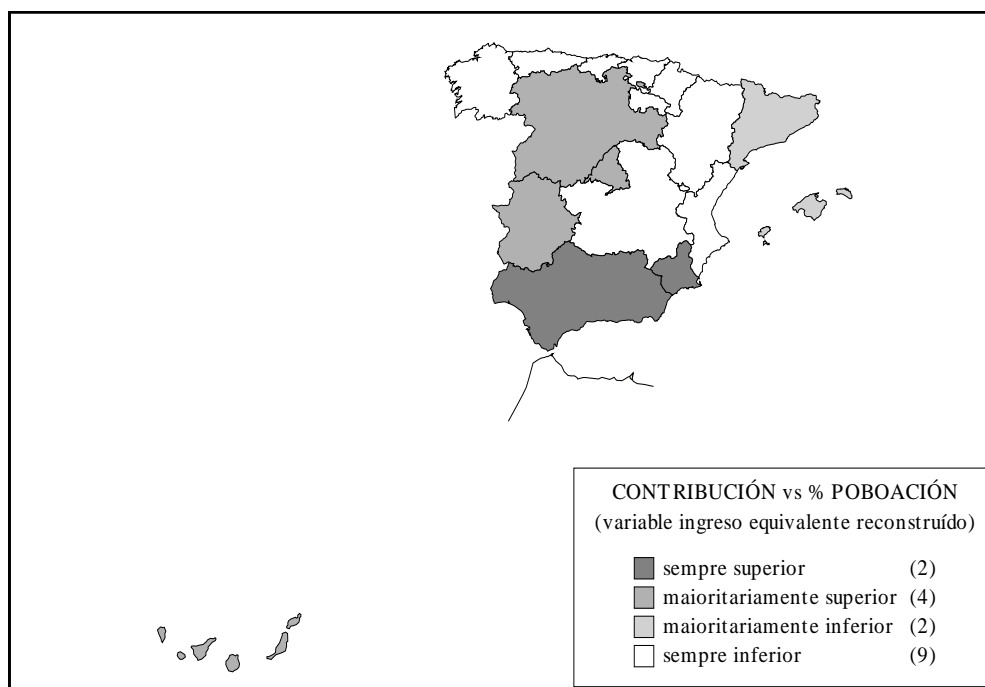 CONTRIBUCIÓN vs % POBOACIÓN
(variable ingreso equivalente reconstruído)
sempre superior (2)
maioritariamente superior (4)
maioritariamente inferior (2)
sempre inferior (9)